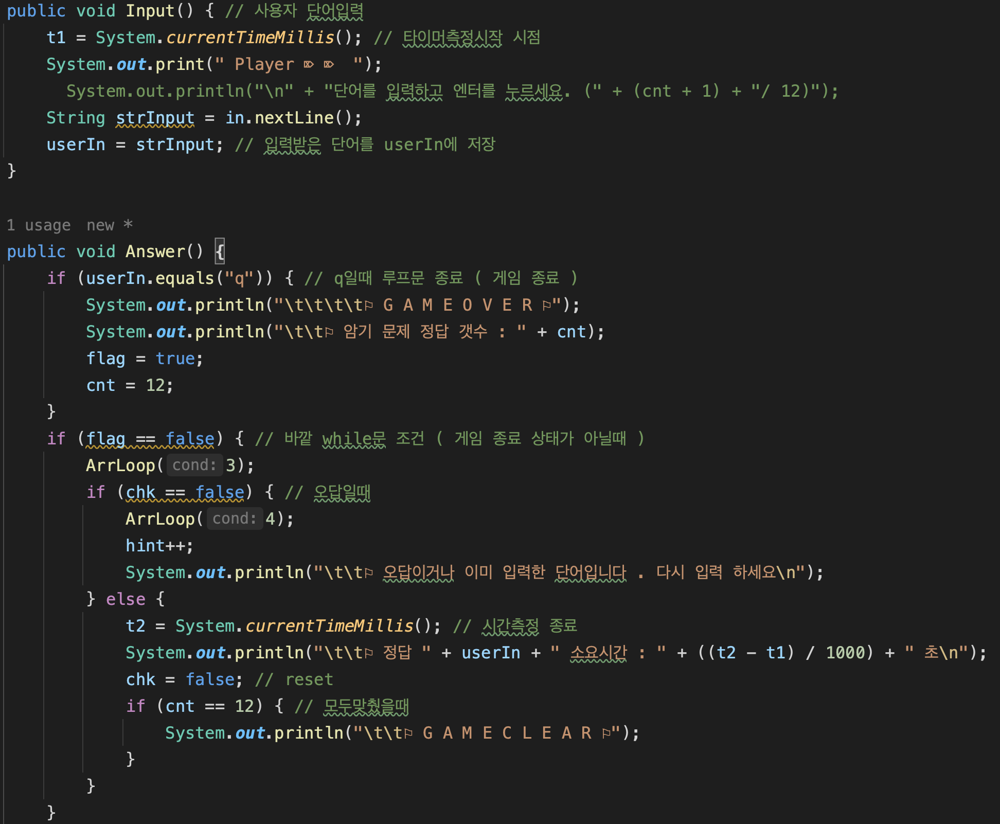 public void Input() { // 사용자 단어입력
t1 = System.currentTimeMillis(); // 타이머측정시작 시점
System.out.print(" Player ⌦ ⌦  ");
System.out.println("\n" + "단어를 입력하고 엔터를 누르세요. (" + (cnt + 1) + "/ 12)");
String strInput = in.nextLine();
userIn = strInput; // 입력받은 단어를 userIn에 저장
}
1 usage new *
public void Answer() {
if (userIn.equals("q")) { // q일때 루프문 종료 ( 게임 종료 )
System.out.println("\t\t\t\t⚐ G A M E O V E R ⚐");
System.out.println("\t\t⚐ 암기 문제 정답 갯수 : " + cnt);
flag = true;
cnt = 12;
}
if (flag == false) { // 바깥 while문 조건 ( 게임 종료 상태가 아닐때 )
ArrLoop( cond: 3);
if (chk == false) { // 오답일때
ArrLoop( cond: 4);
hint++;
System.out.println("\t\t⚐ 오답이거나 이미 입력한 단어입니다 . 다시 입력 하세요\n");
} else {
t2 = System.currentTimeMillis(); // 시간측정 종료
System.out.println("\t\t⚐ 정답 " + userIn + " 소요시간 : " + ((t2 - t1) / 1000) + " 초\n");
chk = false; // reset
if (cnt == 12) { // 모두맞췄을때
System.out.println("\t\t⚐ G A M E C L E A R ⚐");
}
}
}